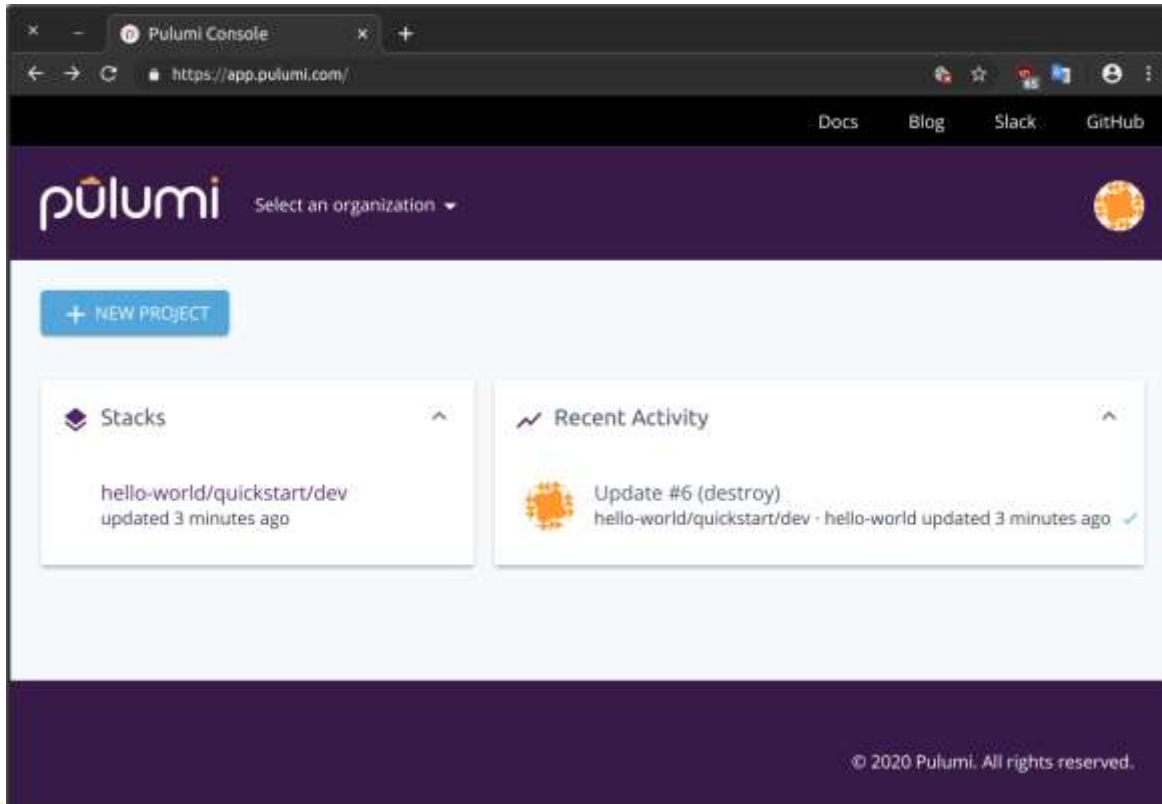 Pulumi Console
https://app.pulumi.com/
65
Docs Blog Slack GitHub
pulumi Select an organization
+ NEW PROJECT
Stacks
hello-world/quickstart/dev
updated 3 minutes ago
Recent Activity
Update #6 (destroy)
hello-world/quickstart/dev · hello-world updated 3 minutes ago
© 2020 Pulumi. All rights reserved.